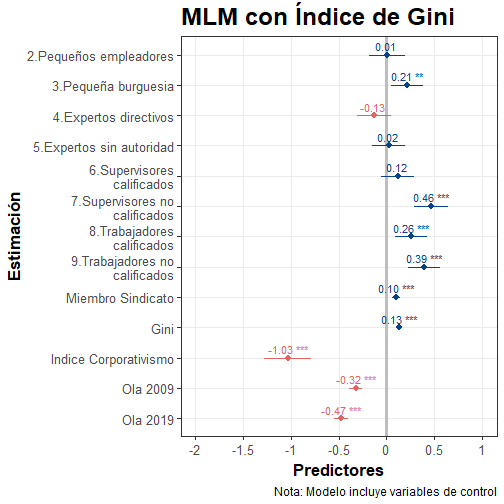 MLM con Índice de Gini
Estimación
2.Pequeños empleadores
0.01
3.Pequeña burguesia
0.21 **
4.Expertos directivos
-0.13
5.Expertos sin autoridad
0.02
6.Supervisores
calificados
0.12
7.Supervisores no
calificados
0.46 ***
8.Trabajadores
calificados
0.26 ***
9.Trabajadores no
calificados
0.39 ***
Miembro Sindicato
0.10 ***
Gini
0.13 ***
Indice Corporativismo
-1.03 ***
Ola 2009
-0.32 ***
Ola 2019
-0.47 ***
-2 -1.5 -1 -0.5 0 0.5 1
Predictores
Nota: Modelo incluye variables de control